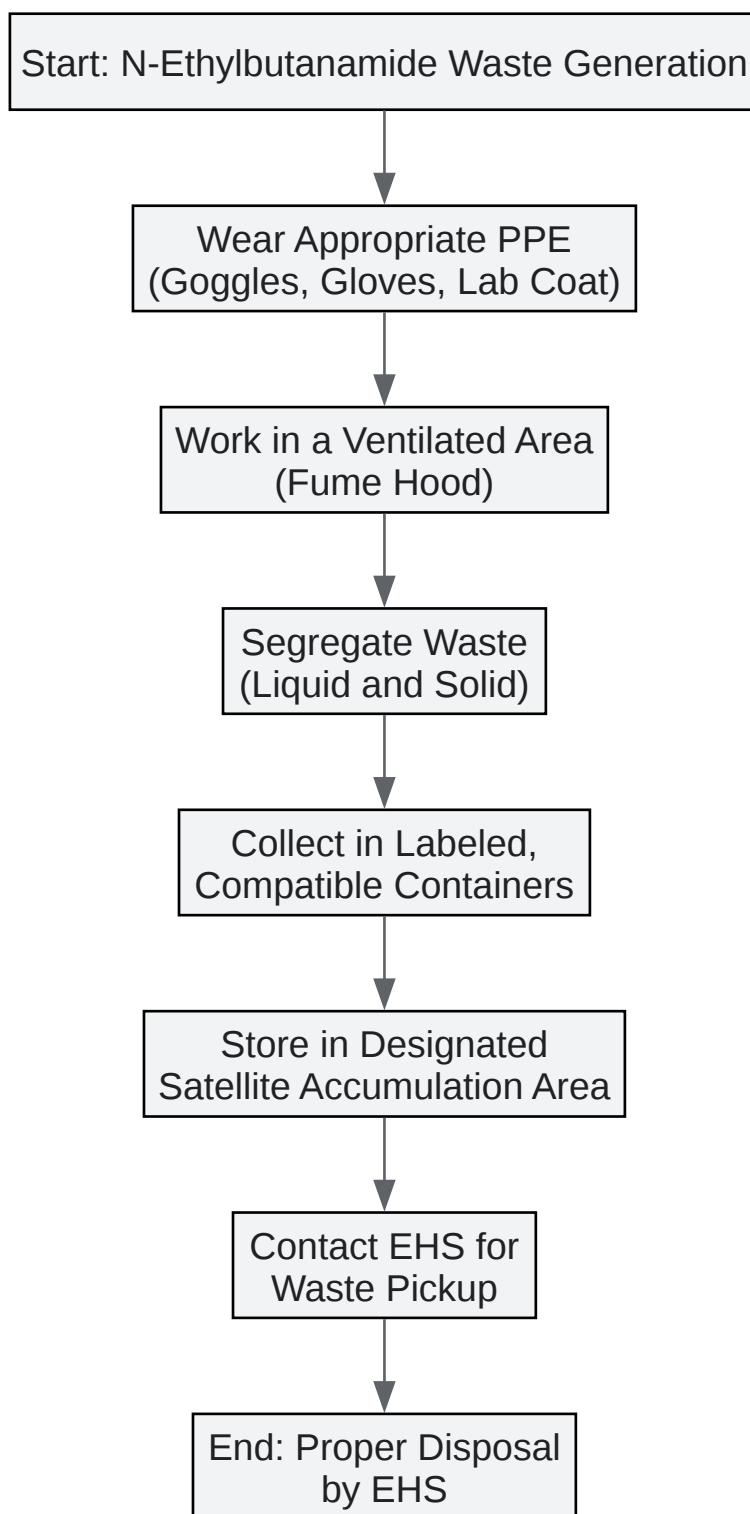 Start: N-Ethylbutanamide Waste Generation
Wear Appropriate PPE
(Goggles, Gloves, Lab Coat)
Work in a Ventilated Area
(Fume Hood)
Segregate Waste
(Liquid and Solid)
Collect in Labeled,
Compatible Containers
Store in Designated
Satellite Accumulation Area
Contact EHS for
Waste Pickup
End: Proper Disposal
by EHS